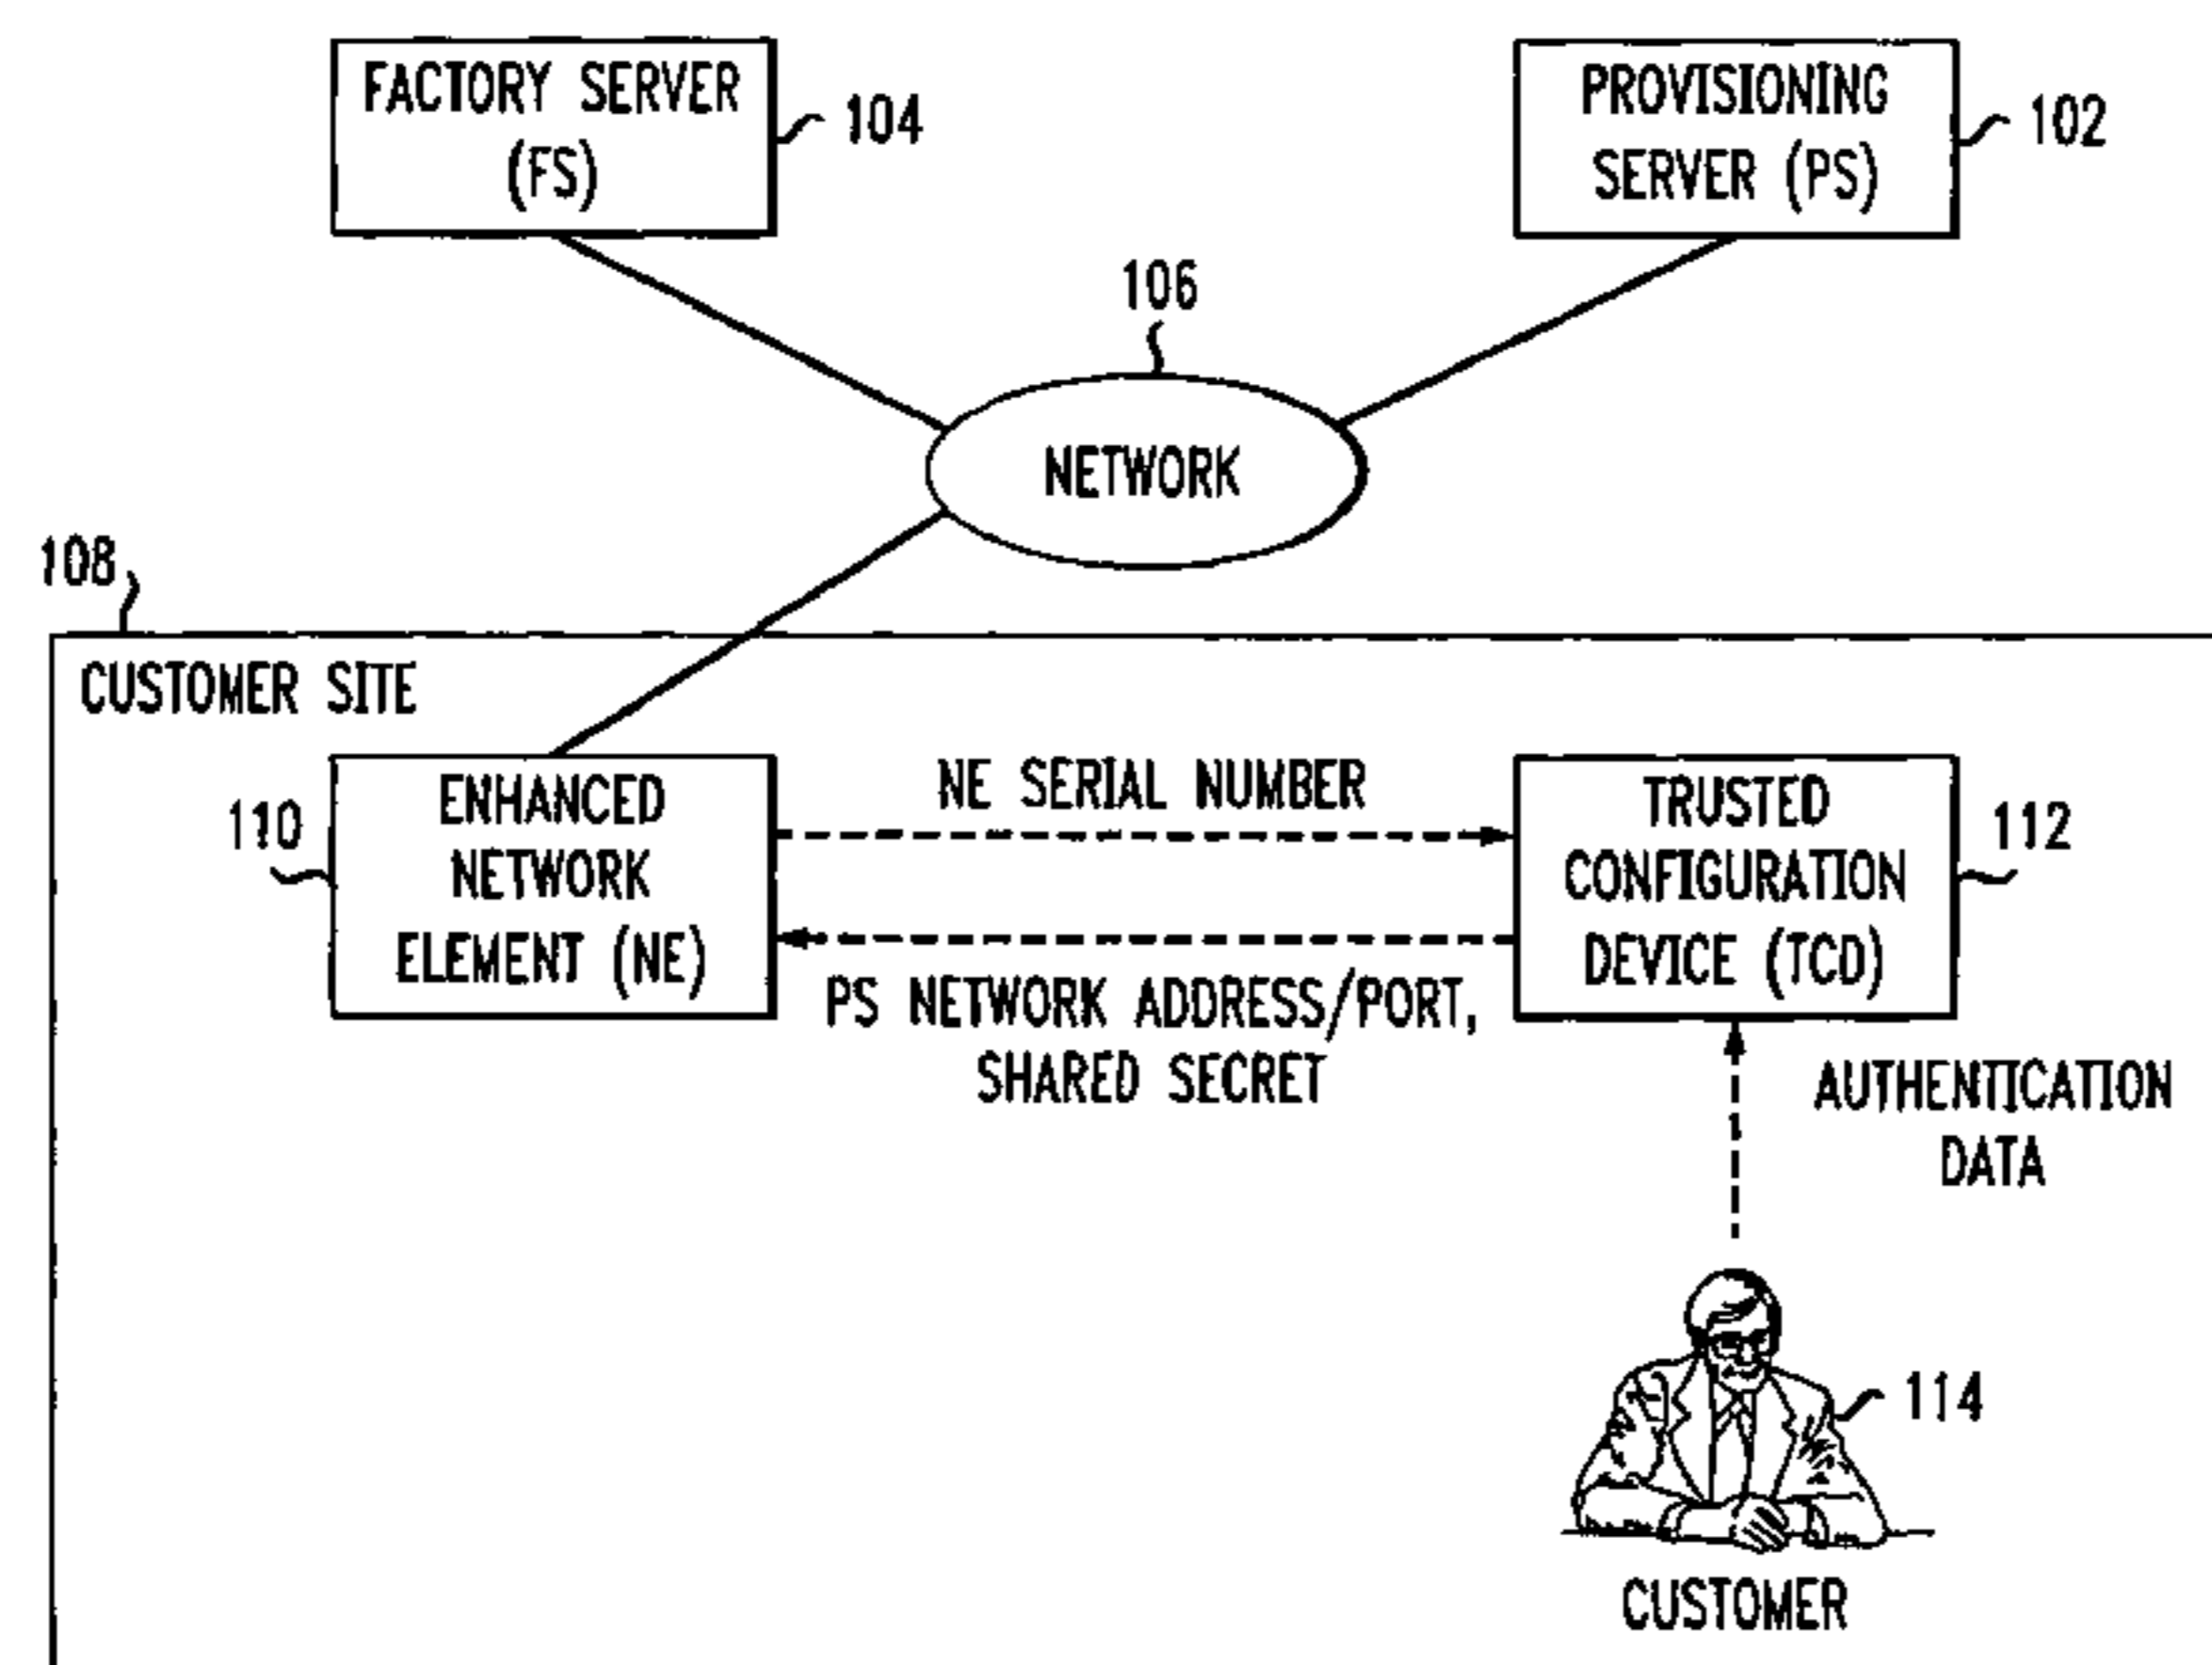 FACTORY SERVER
(FS)
104
PROVISIONING
SERVER (PS)
102
106
NETWORK
108
CUSTOMER SITE
110
ENHANCED
NETWORK
ELEMENT (NE)
NE SERIAL NUMBER
PS NETWORK ADDRESS/PORT,
SHARED SECRET
TRUSTED
CONFIGURATION
DEVICE (TCD)
112
AUTHENTICATION
DATA
114
CUSTOMER